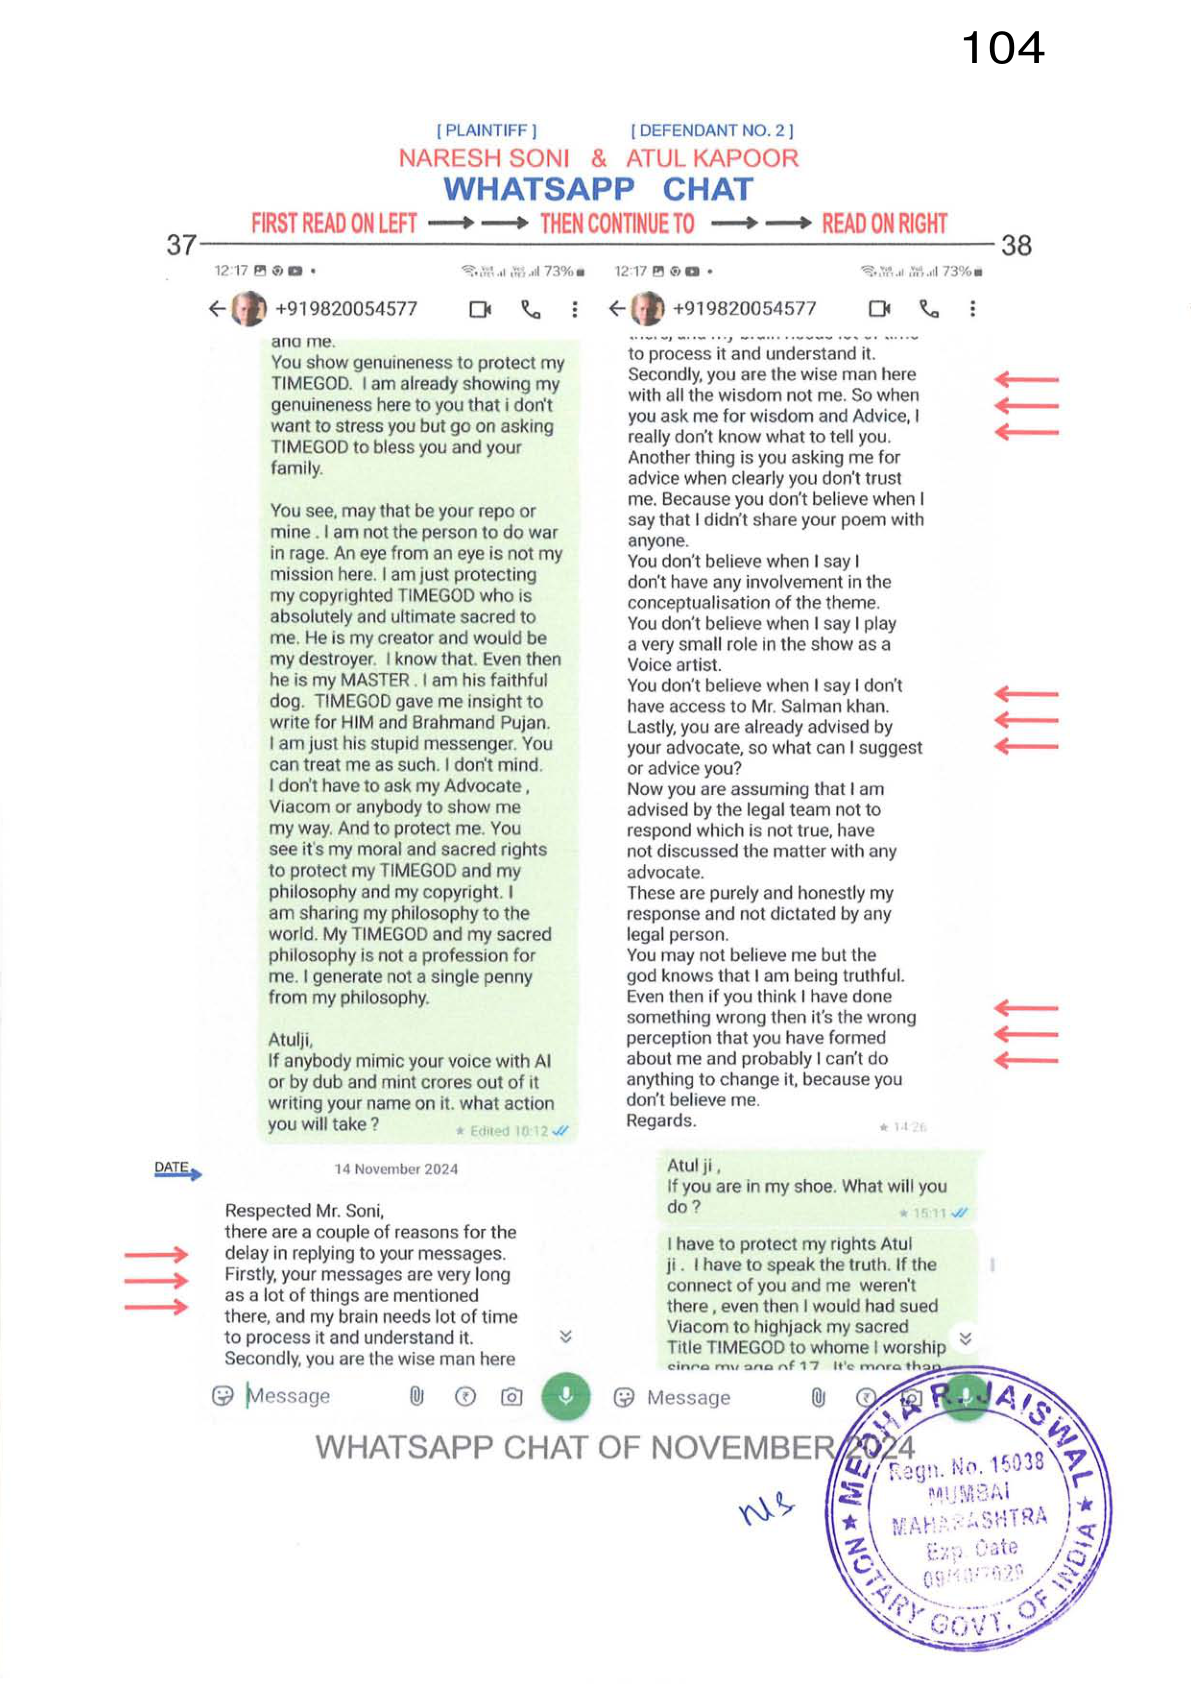 104
[ PLAINTIFF ] [ DEFENDANT NO. 2 ]
NARESH SONI & ATUL KAPOOR
WHATSAPP CHAT
FIRST READ ON LEFT THEN CONTINUE TO READ ON RIGHT
37 38
12:17 73%
+919820054577
and me.
You show genuineness to protect my
TIMEGOD. I am already showing my
genuineness here to you that i don't
want to stress you but go on asking
TIMEGOD to bless you and your
family.
You see, may that be your repo or
mine . I am not the person to do war
in rage. An eye from an eye is not my
mission here. I am just protecting
my copyrighted TIMEGOD who is
absolutely and ultimate sacred to
me. He is my creator and would be
my destroyer. I know that. Even then
he is my MASTER . I am his faithful
dog. TIMEGOD gave me insight to
write for HIM and Brahmand Pujan.
I am just his stupid messenger. You
can treat me as such. I don't mind.
I don't have to ask my Advocate ,
Viacom or anybody to show me
my way. And to protect me. You
see it's my moral and sacred rights
to protect my TIMEGOD and my
philosophy and my copyright. I
am sharing my philosophy to the
world. My TIMEGOD and my sacred
philosophy is not a profession for
me. I generate not a single penny
from my philosophy.
Atulji,
If anybody mimic your voice with AI
or by dub and mint crores out of it
writing your name on it. what action
you will take ?
Edited 10:12
DATE
14 November 2024
Respected Mr. Soni,
there are a couple of reasons for the
delay in replying to your messages.
Firstly, your messages are very long
as a lot of things are mentioned
there, and my brain needs lot of time
to process it and understand it.
Secondly, you are the wise man here
Message
12:17 73%
+919820054577
there, and my brain needs lot of time
to process it and understand it.
Secondly, you are the wise man here
with all the wisdom not me. So when
you ask me for wisdom and Advice, I
really don't know what to tell you.
Another thing is you asking me for
advice when clearly you don't trust
me. Because you don't believe when I
say that I didn't share your poem with
anyone.
You don't believe when I say I
don't have any involvement in the
conceptualisation of the theme.
You don't believe when I say I play
a very small role in the show as a
Voice artist.
You don't believe when I say I don't
have access to Mr. Salman khan.
Lastly, you are already advised by
your advocate, so what can I suggest
or advice you?
Now you are assuming that I am
advised by the legal team not to
respond which is not true, have
not discussed the matter with any
advocate.
These are purely and honestly my
response and not dictated by any
legal person.
You may not believe me but the
god knows that I am being truthful.
Even then if you think I have done
something wrong then it's the wrong
perception that you have formed
about me and probably I can't do
anything to change it, because you
don't believe me.
Regards.
14:26
Atul ji ,
If you are in my shoe. What will you
do ?
15:11
I have to protect my rights Atul
ji . I have to speak the truth. If the
connect of you and me weren't
there , even then I would had sued
Viacom to highjack my sacred
Title TIMEGOD to whome I worship
since my age of 17. It's more than
Message
WHATSAPP CHAT OF NOVEMBER 2024
MEDHA R. JAISWAL
Regn. No. 15038
MUMBAI
MAHARASHTRA
Exp. Date
NOTARY GOVT. OF INDIA